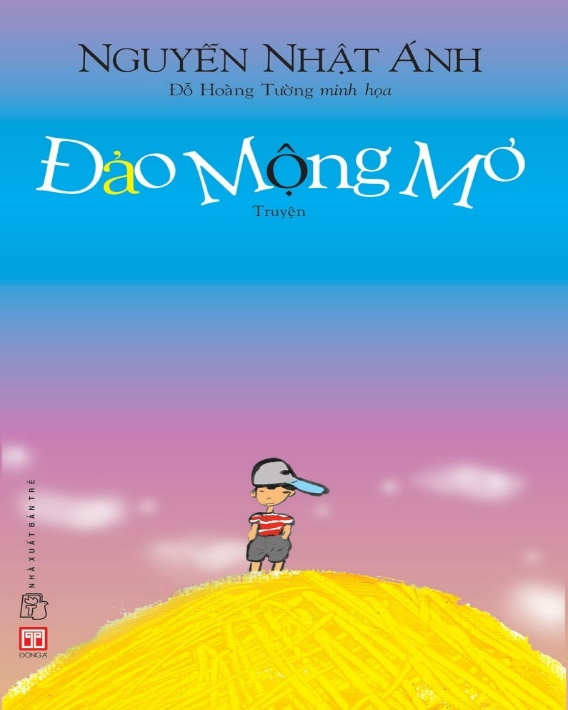 NGUYỄN NHẬT ÁNH
Đỗ Hoàng Tường minh họa
Đảo Mộng Mơ
Truyện
NHÀ XUẤT BẢN TRẺ
ĐÔNG A